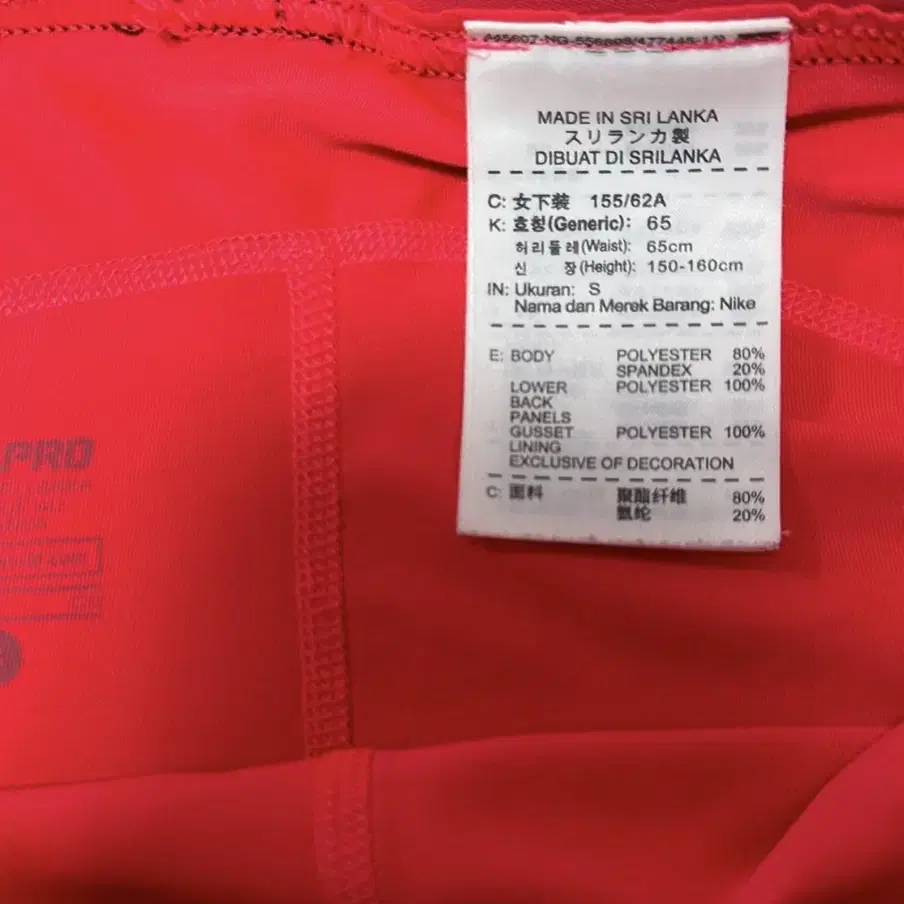 MADE IN SRI LANKA
スリランカ製
DIBUAT DI SRILANKA
C: 女下装 155/62A
K: 호칭(Generic): 65
허리둘레(Waist): 65cm
신 장(Height): 150-160cm
IN: Ukuran: S
Nama dan Merek Barang: Nike
E: BODY POLYESTER 80%
SPANDEX 20%
LOWER POLYESTER 100%
BACK
PANELS
GUSSET POLYESTER 100%
LINING
EXCLUSIVE OF DECORATION
C: 面料 聚酯纤维 80%
氨纶 20%
PRO